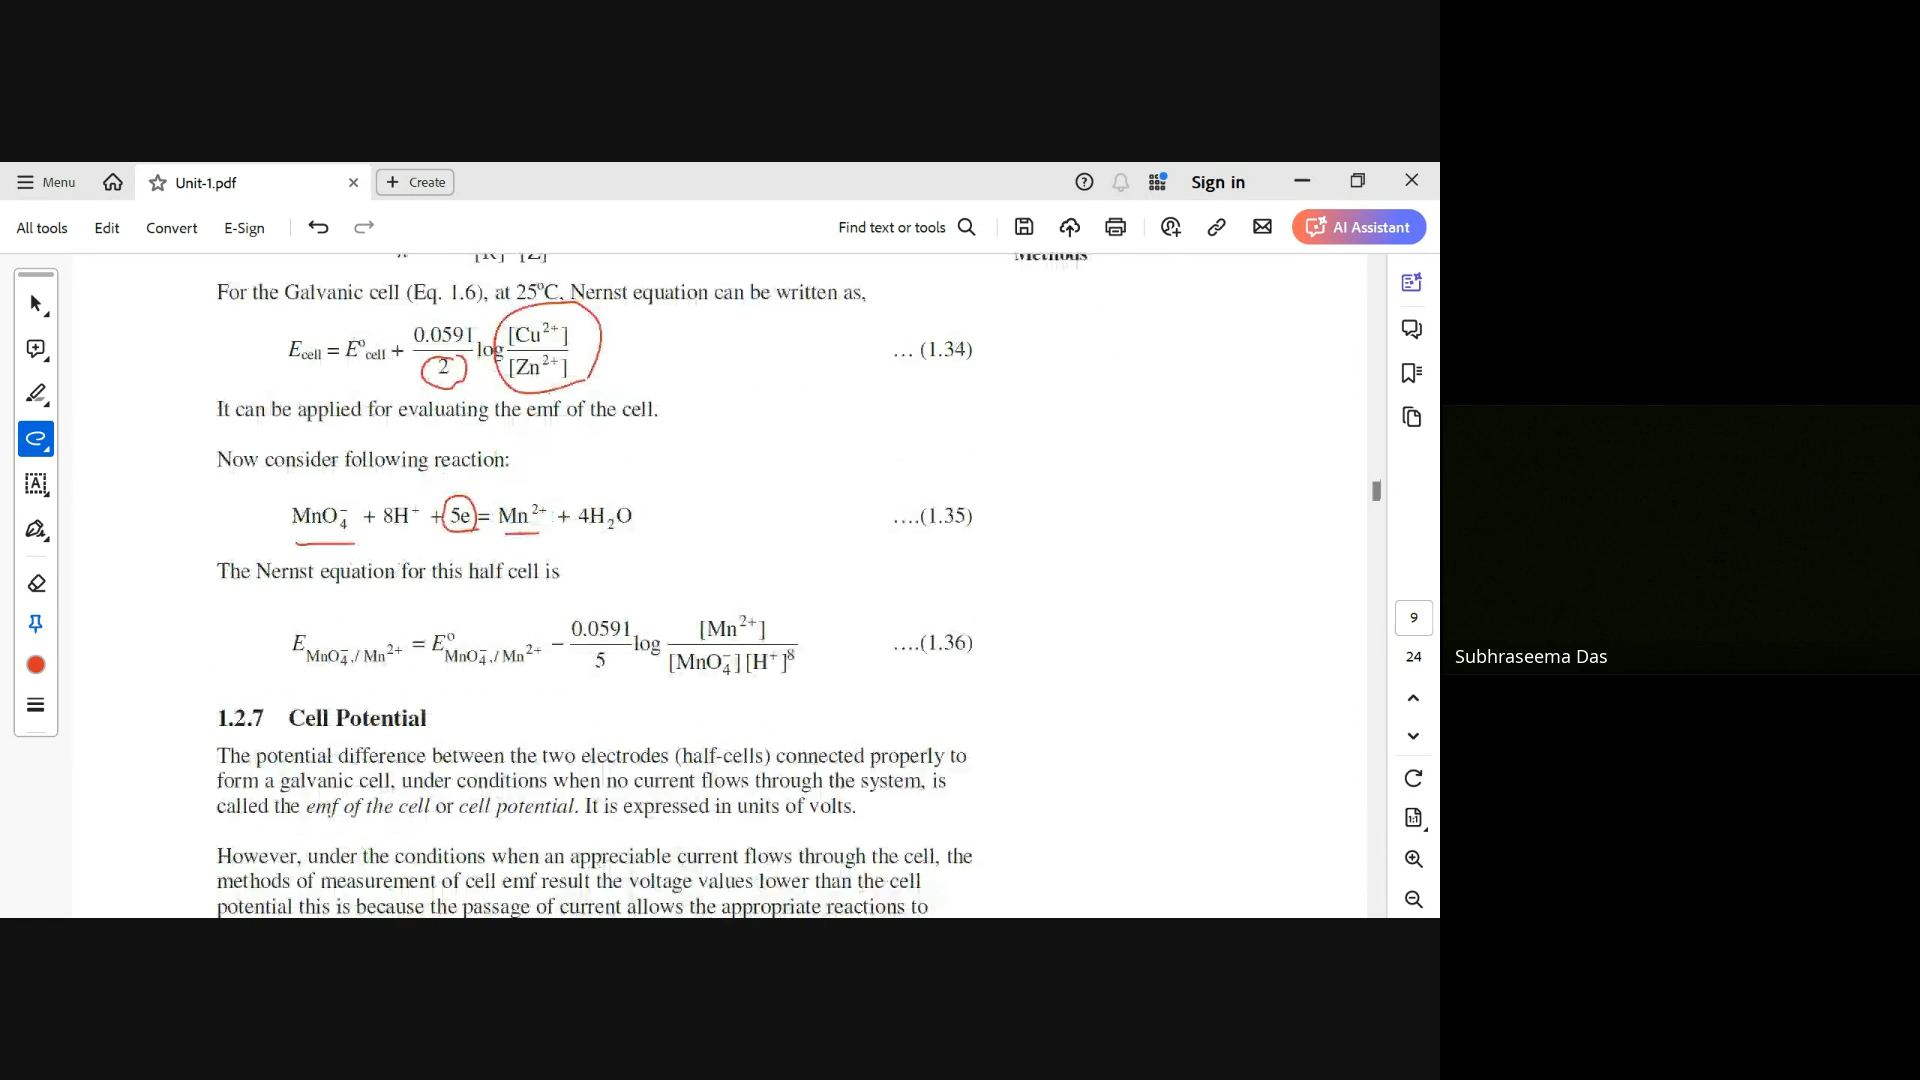 Menu
Unit-1.pdf
Create
Sign in
All tools
Edit
Convert
E-Sign
Find text or tools
AI Assistant
Methods
For the Galvanic cell (Eq. 1.6), at 25°C, Nernst equation can be written as,
E_cell = E°_cell + 0.0591/2 log [Cu²⁺]/[Zn²⁺] … (1.34)
It can be applied for evaluating the emf of the cell.
Now consider following reaction:
MnO₄⁻ + 8H⁺ + 5e = Mn²⁺ + 4H₂O ….(1.35)
The Nernst equation for this half cell is
E_MnO₄⁻,/ Mn²⁺ = E°_MnO₄⁻,/ Mn²⁺ − 0.0591/5 log [Mn²⁺]/[MnO₄⁻][H⁺]⁸ ….(1.36)
1.2.7 Cell Potential
The potential difference between the two electrodes (half-cells) connected properly to
form a galvanic cell, under conditions when no current flows through the system, is
called the emf of the cell or cell potential. It is expressed in units of volts.
However, under the conditions when an appreciable current flows through the cell, the
methods of measurement of cell emf result the voltage values lower than the cell
potential this is because the passage of current allows the appropriate reactions to
9
24
Subhraseema Das